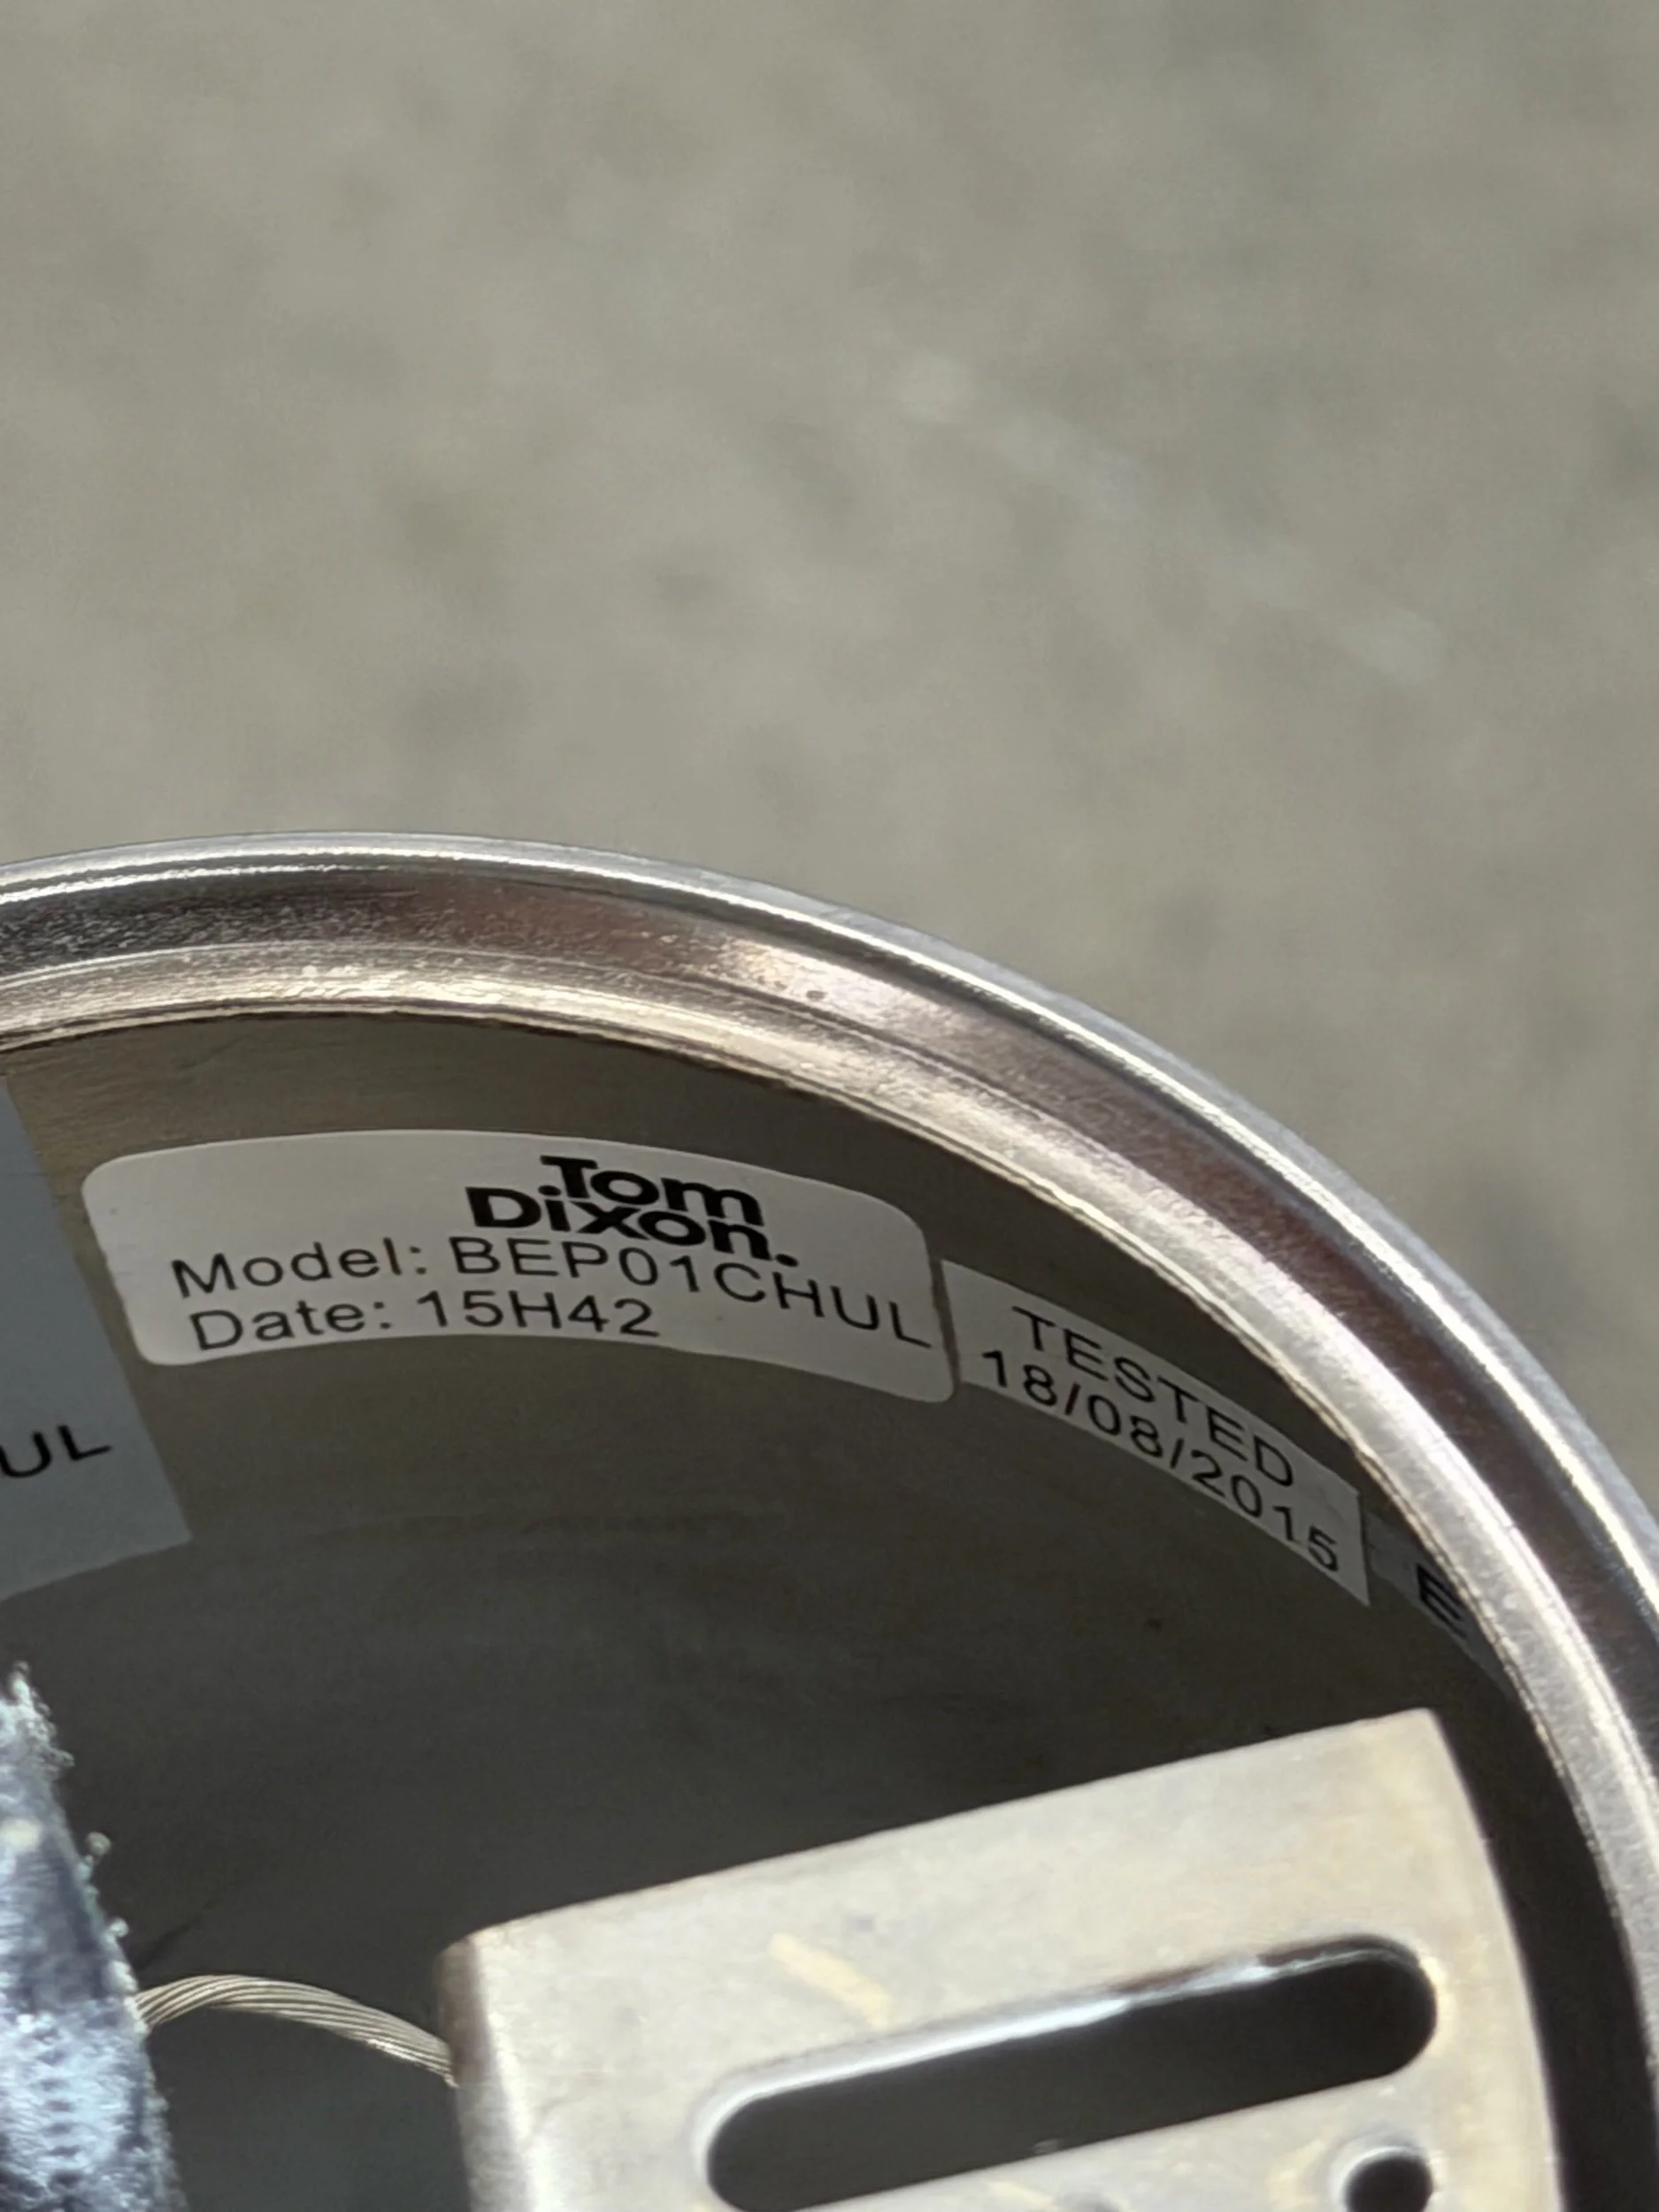 Tom
Dixon.
Model: BEP01CHUL
Date: 15H42
TESTED
18/08/2015
UL
E